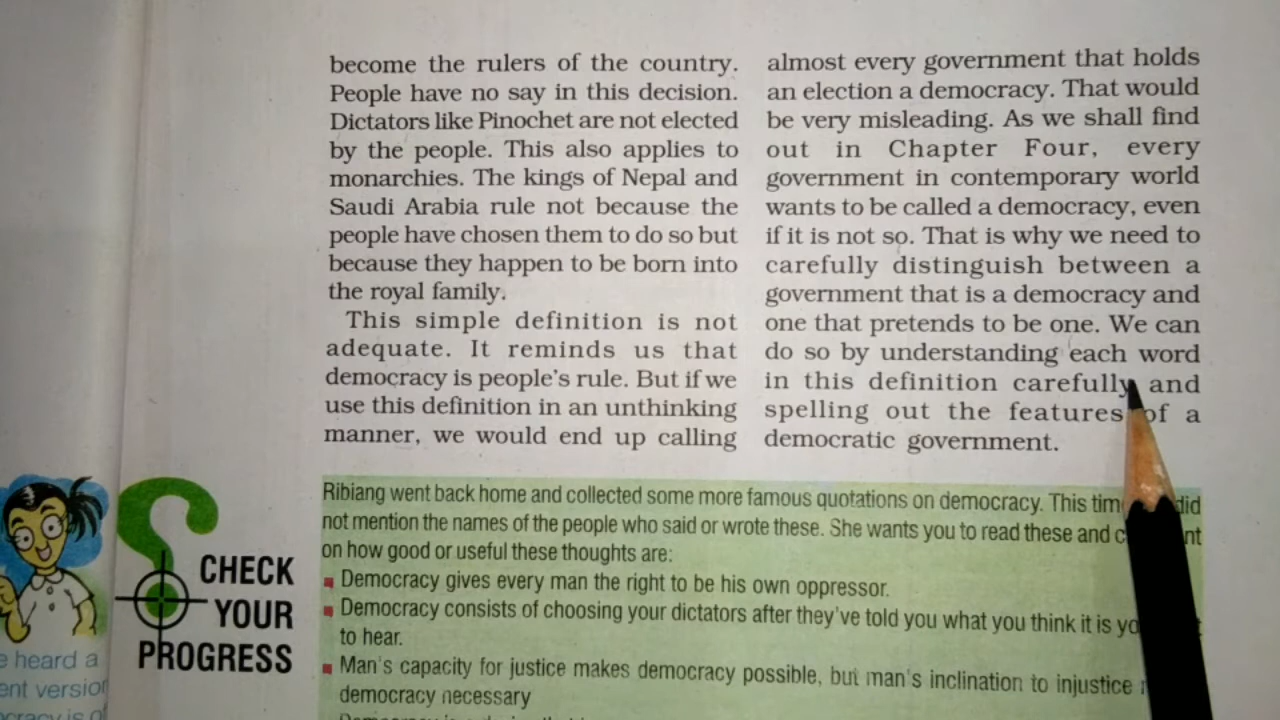 become the rulers of the country.
People have no say in this decision.
Dictators like Pinochet are not elected
by the people. This also applies to
monarchies. The kings of Nepal and
Saudi Arabia rule not because the
people have chosen them to do so but
because they happen to be born into
the royal family.
This simple definition is not
adequate. It reminds us that
democracy is people's rule. But if we
use this definition in an unthinking
manner, we would end up calling
almost every government that holds
an election a democracy. That would
be very misleading. As we shall find
out in Chapter Four, every
government in contemporary world
wants to be called a democracy, even
if it is not so. That is why we need to
carefully distinguish between a
government that is a democracy and
one that pretends to be one. We can
do so by understanding each word
in this definition carefully and
spelling out the features of a
democratic government.
CHECK
YOUR
PROGRESS
Ribiang went back home and collected some more famous quotations on democracy. This did
not mention the names of the people who said or wrote these. She wants you to read these and
on how good or useful these thoughts are:
Democracy gives every man the right to be his own oppressor.
Democracy consists of choosing your dictators after they've told you what you think it is
to hear.
Man's capacity for justice makes democracy possible, but man's inclination to injustice
democracy necessary
heard a
version